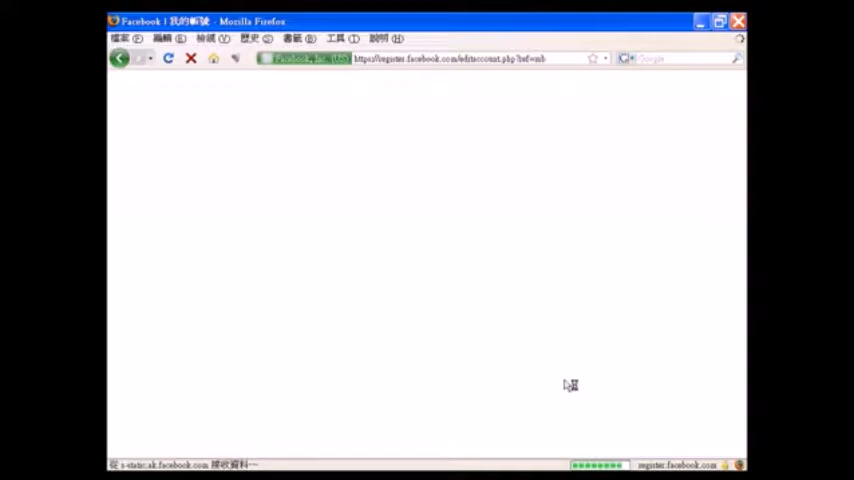 Facebook | 我的帳號 - Mozilla Firefox
檔案(F) 編輯(E) 檢視(V) 歷史(S) 書籤(B) 工具(T) 說明(H)
Facebook, Inc. (US) https://register.facebook.com/editaccount.php?ref=mb Google
從 s-static.ak.facebook.com 接收資料... register.facebook.com